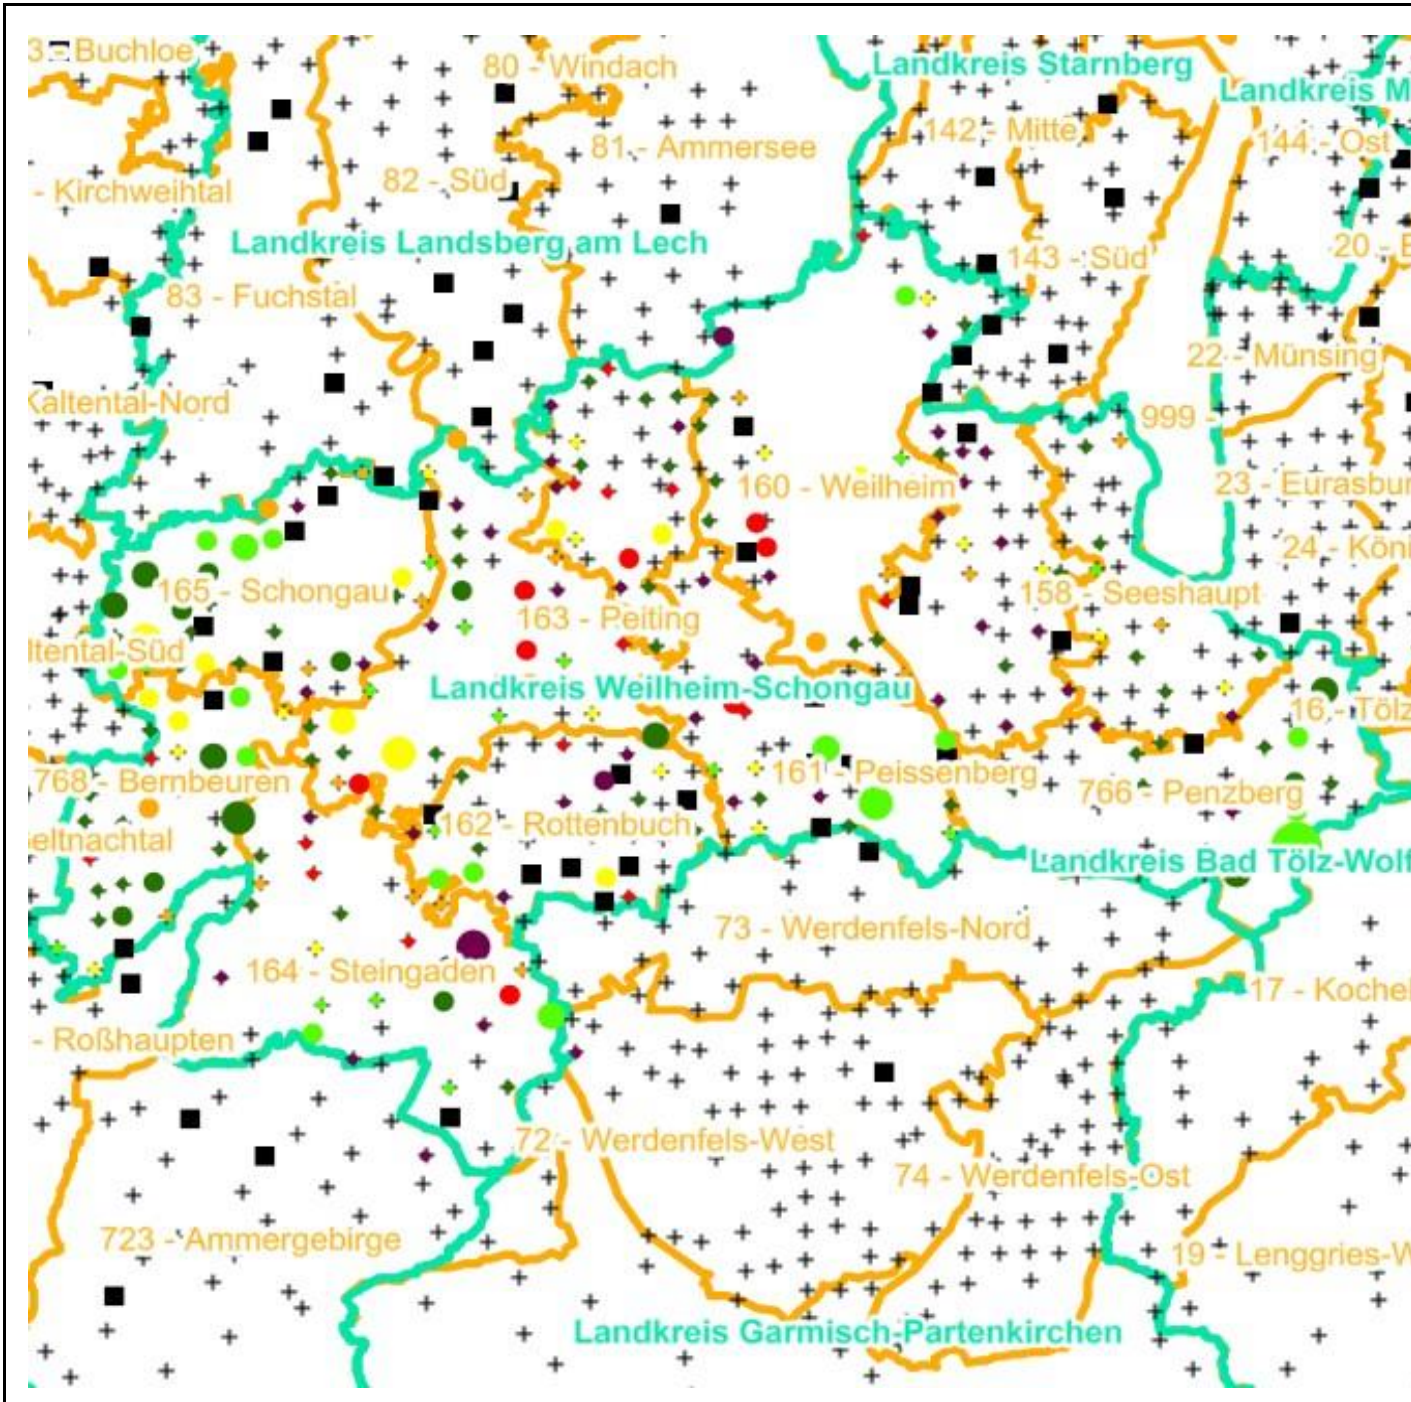 3 - Buchloe
80 - Windach
Landkreis Starnberg
Landkreis M
142 - Mitte
144 - Ost
81 - Ammersee
82 - Süd
- Kirchweihtal
Landkreis Landsberg am Lech
143 - Süd
20 - E
83 - Fuchstal
22 - Münsing
Kaltental-Nord
999 -
160 - Weilheim
23 - Eurasbur
24 - Köni
165 - Schongau
163 - Peiting
158 - Seeshaupt
ltental-Süd
Landkreis Weilheim-Schongau
16 - Tölz
768 - Bernbeuren
161 - Peissenberg
766 - Penzberg
162 - Rottenbuch
eltnachtal
Landkreis Bad Tölz-Wolf
73 - Werdenfels-Nord
164 - Steingaden
17 - Kochel
- Roßhaupten
72 - Werdenfels-West
74 - Werdenfels-Ost
723 - Ammergebirge
19 - Lenggries-W
Landkreis Garmisch-Partenkirchen